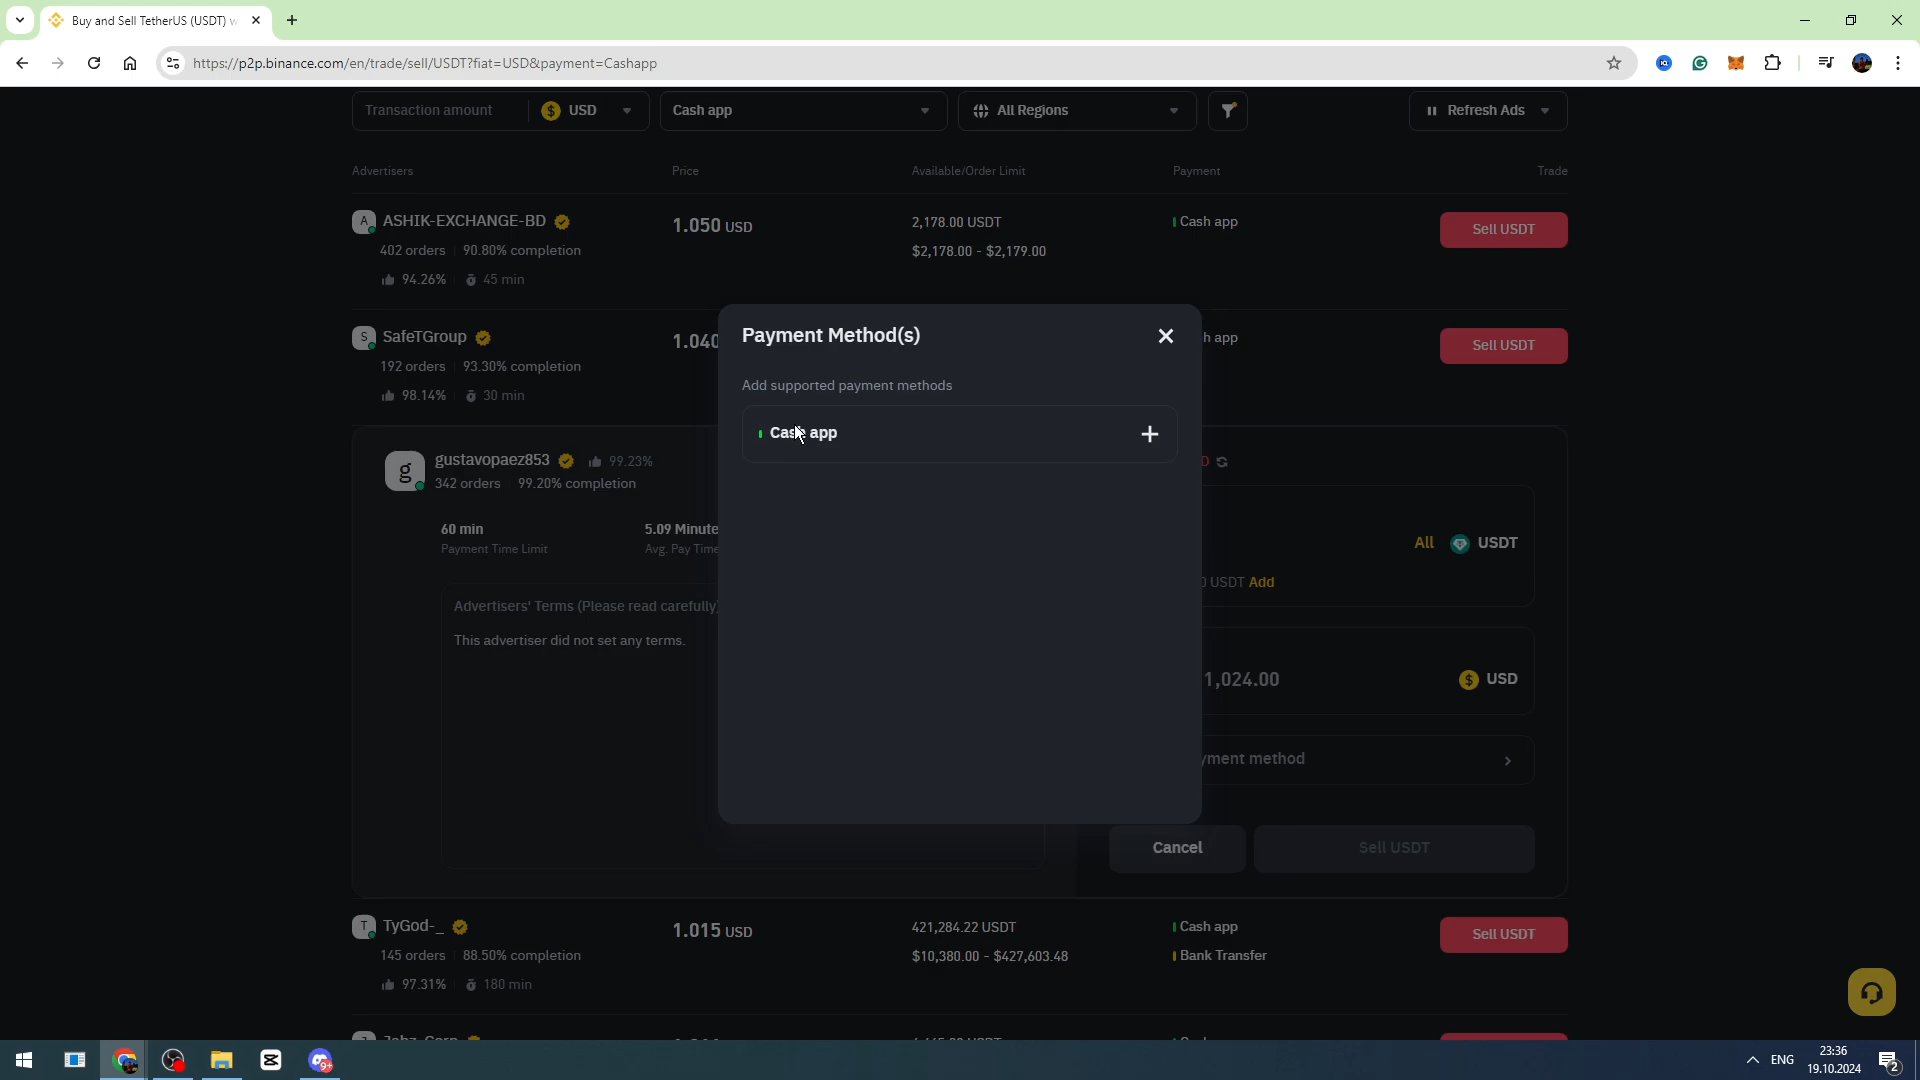 Buy and Sell TetherUS (USDT) w
https://p2p.binance.com/en/trade/sell/USDT?fiat=USD&payment=Cashapp
Transaction amount USD Cash app All Regions Refresh Ads
Advertisers Price Available/Order Limit Payment Trade
A ASHIK-EXCHANGE-BD 1.050 USD 2,178.00 USDT Cash app Sell USDT
402 orders 90.80% completion $2,178.00 - $2,179.00
94.26% 45 min
S SafeTGroup 1.040 h app Sell USDT
192 orders 93.30% completion
98.14% 30 min
Payment Method(s)
Add supported payment methods
Cash app
g gustavopaez853 99.23% D
342 orders 99.20% completion
60 min 5.09 Minute
Payment Time Limit Avg. Pay Time
All USDT
0 USDT Add
Advertisers' Terms (Please read carefully)
This advertiser did not set any terms.
1,024.00 USD
yment method
Cancel Sell USDT
T TyGod-_ 1.015 USD 421,284.22 USDT Cash app Sell USDT
145 orders 88.50% completion $10,380.00 - $427,603.48 Bank Transfer
97.31% 180 min
9+
ENG
23:36
19.10.2024
2